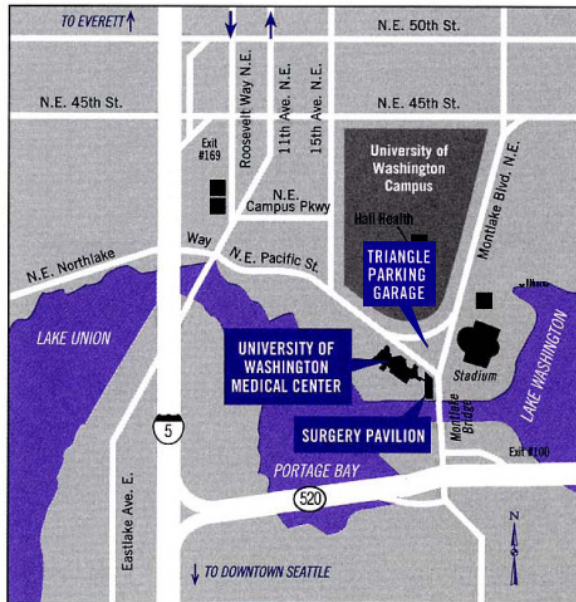 TO EVERETT
N.E. 50th St.
N.E. 45th St.
N.E. 45th St.
Roosevelt Way N.E.
11th Ave. N.E.
15th Ave. N.E.
Exit
#169
University of
Washington
Campus
Montlake Blvd. N.E.
N.E.
Campus Pkwy
Hall Health
Way
N.E. Northlake
N.E. Pacific St.
TRIANGLE
PARKING
GARAGE
LAKE UNION
UNIVERSITY OF
WASHINGTON
MEDICAL CENTER
Stadium
LAKE WASHINGTON
SURGERY PAVILION
Montlake
Bridge
5
Exit #100
PORTAGE BAY
520
Eastlake Ave. E.
N
TO DOWNTOWN SEATTLE